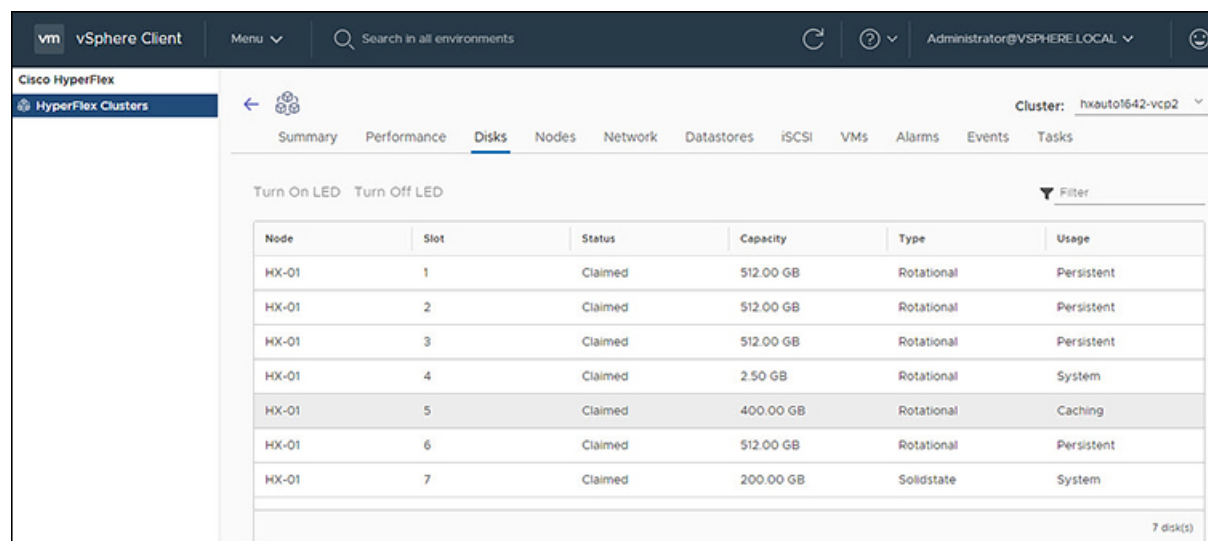 vm vSphere Client Menu Search in all environments Administrator@VSPHERE.LOCAL
Cisco HyperFlex
HyperFlex Clusters
Cluster: hxauto1642-vcp2
Summary Performance Disks Nodes Network Datastores iSCSI VMs Alarms Events Tasks
Turn On LED Turn Off LED Filter
Node Slot Status Capacity Type Usage
HX-01 1 Claimed 512.00 GB Rotational Persistent
HX-01 2 Claimed 512.00 GB Rotational Persistent
HX-01 3 Claimed 512.00 GB Rotational Persistent
HX-01 4 Claimed 2.50 GB Rotational System
HX-01 5 Claimed 400.00 GB Rotational Caching
HX-01 6 Claimed 512.00 GB Rotational Persistent
HX-01 7 Claimed 200.00 GB Solidstate System
7 disk(s)